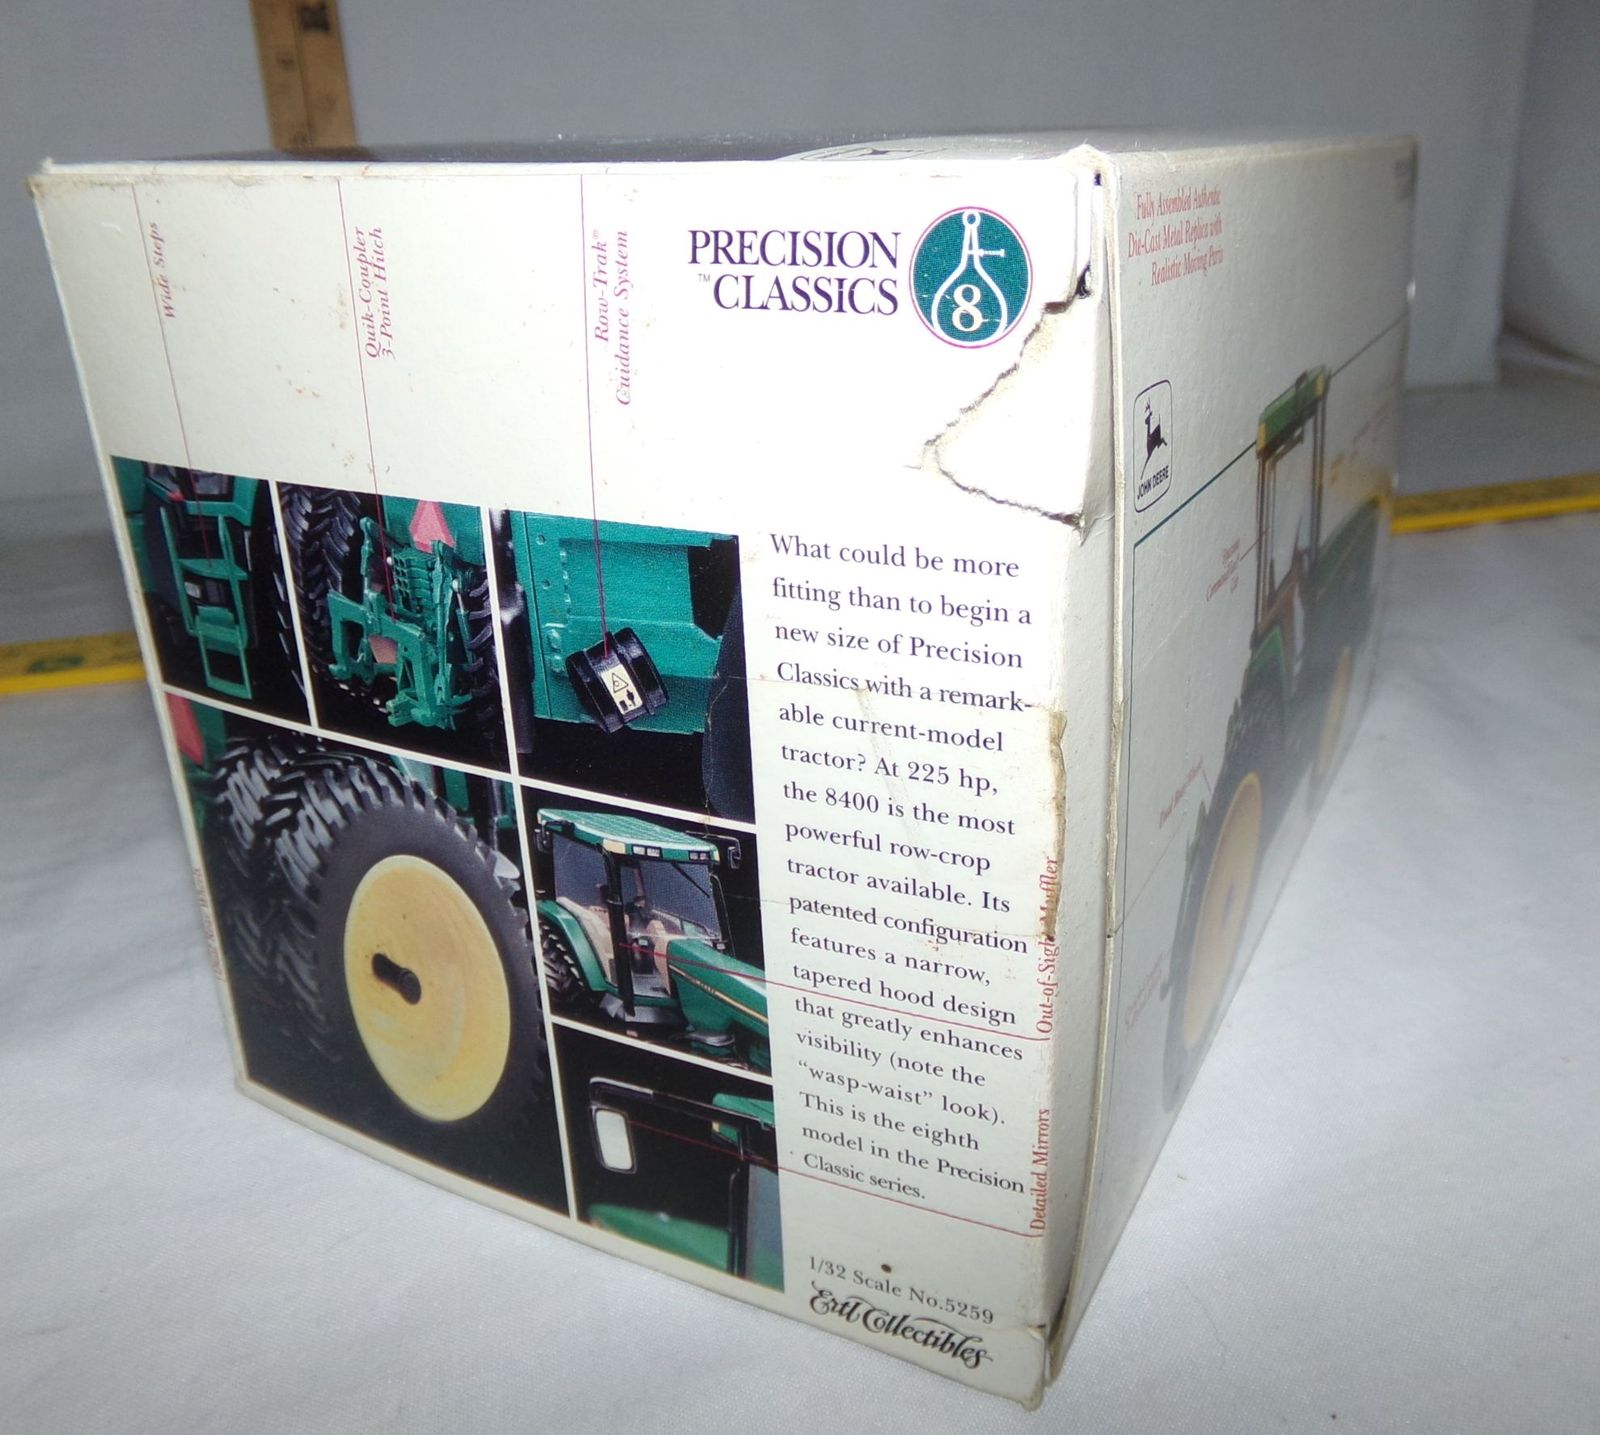 Wide Steps
Quik-Coupler
3-Point Hitch
Row-Trak®
Guidance System
PRECISION
™CLASSICS
8
What could be more
fitting than to begin a
new size of Precision
Classics with a remark-
able current-model
tractor? At 225 hp,
the 8400 is the most
powerful row-crop
tractor available. Its
patented configuration
features a narrow,
tapered hood design
that greatly enhances
visibility (note the
“wasp-waist” look).
This is the eighth
model in the Precision
Classic series.
Out-of-Sight Muffler
Detailed Mirrors
1/32 Scale No.5259
Ertl Collectibles
Fully Assembled Authentic
Die-Cast Metal Replica with
Realistic Moving Parts
JOHN DEERE